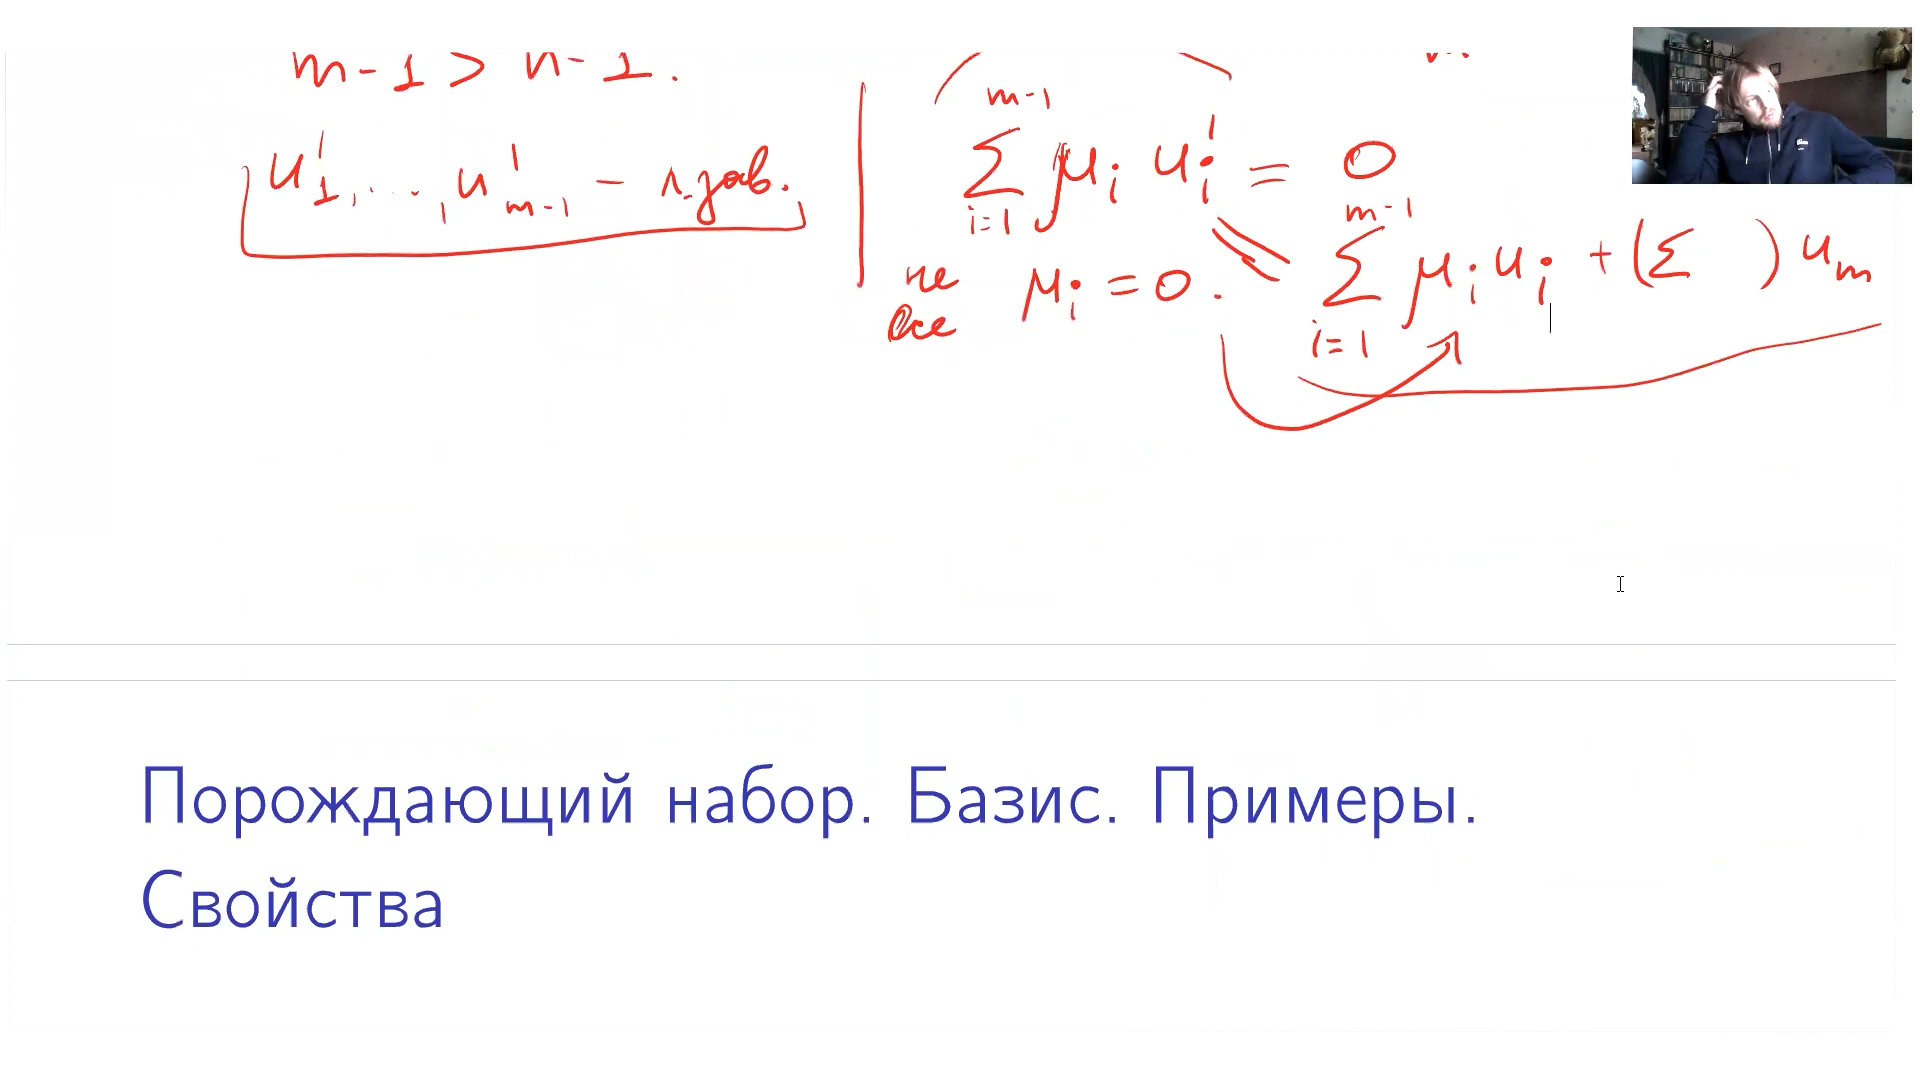 m-1 > n-1.
u'₁, ..., u'ₘ₋₁ - л.зав.
m-1
∑ μᵢ u'ᵢ = 0
i=1
не все μᵢ = 0.
m-1
∑ μᵢ uᵢ + (∑ ) uₘ
i=1
Порождающий набор. Базис. Примеры.
Свойства